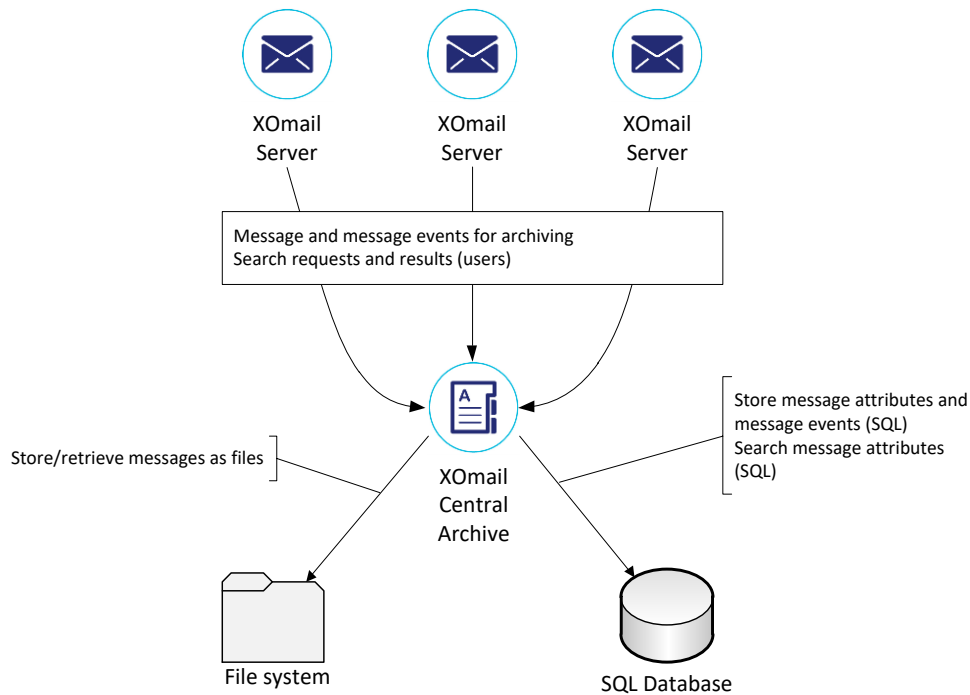 XOmail
Server
XOmail
Server
XOmail
Server
Message and message events for archiving
Search requests and results (users)
A
Store message attributes and
message events (SQL)
Search message attributes
(SQL)
Store/retrieve messages as files
XOmail
Central
Archive
File system
SQL Database